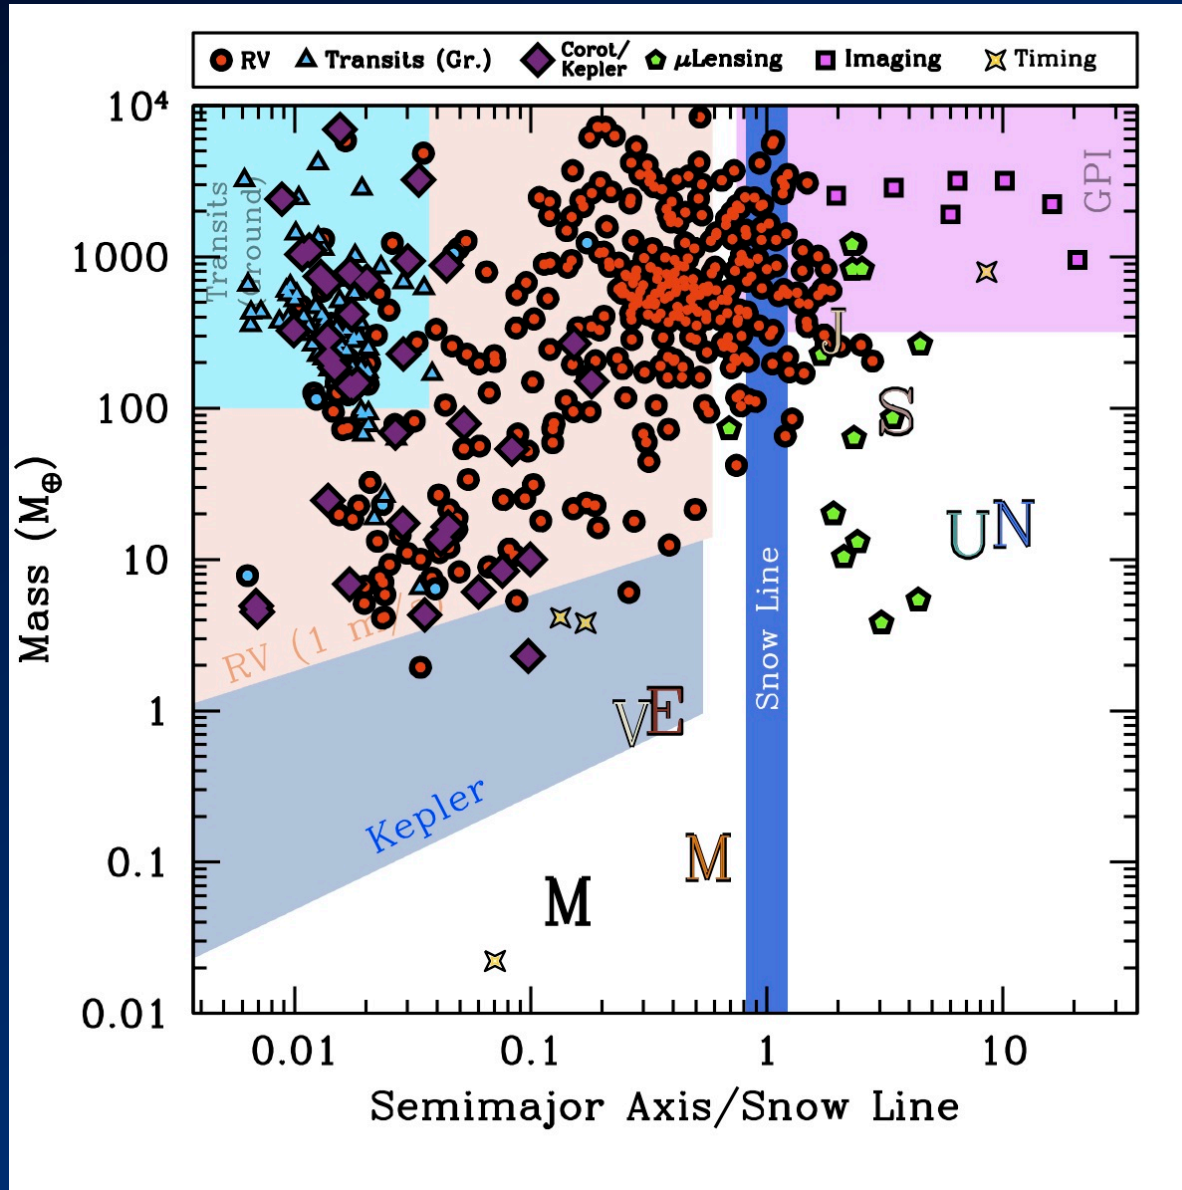 RV Transits (Gr.) Corot/ Kepler μLensing Imaging Timing
10⁴
1000
100
10
1
0.1
0.01
Mass (M⊕)
Transits
(Ground)
GPI
RV (1 m/s)
Kepler
Snow Line
J
S
U N
V E
M
M
0.01 0.1 1 10
Semimajor Axis/Snow Line